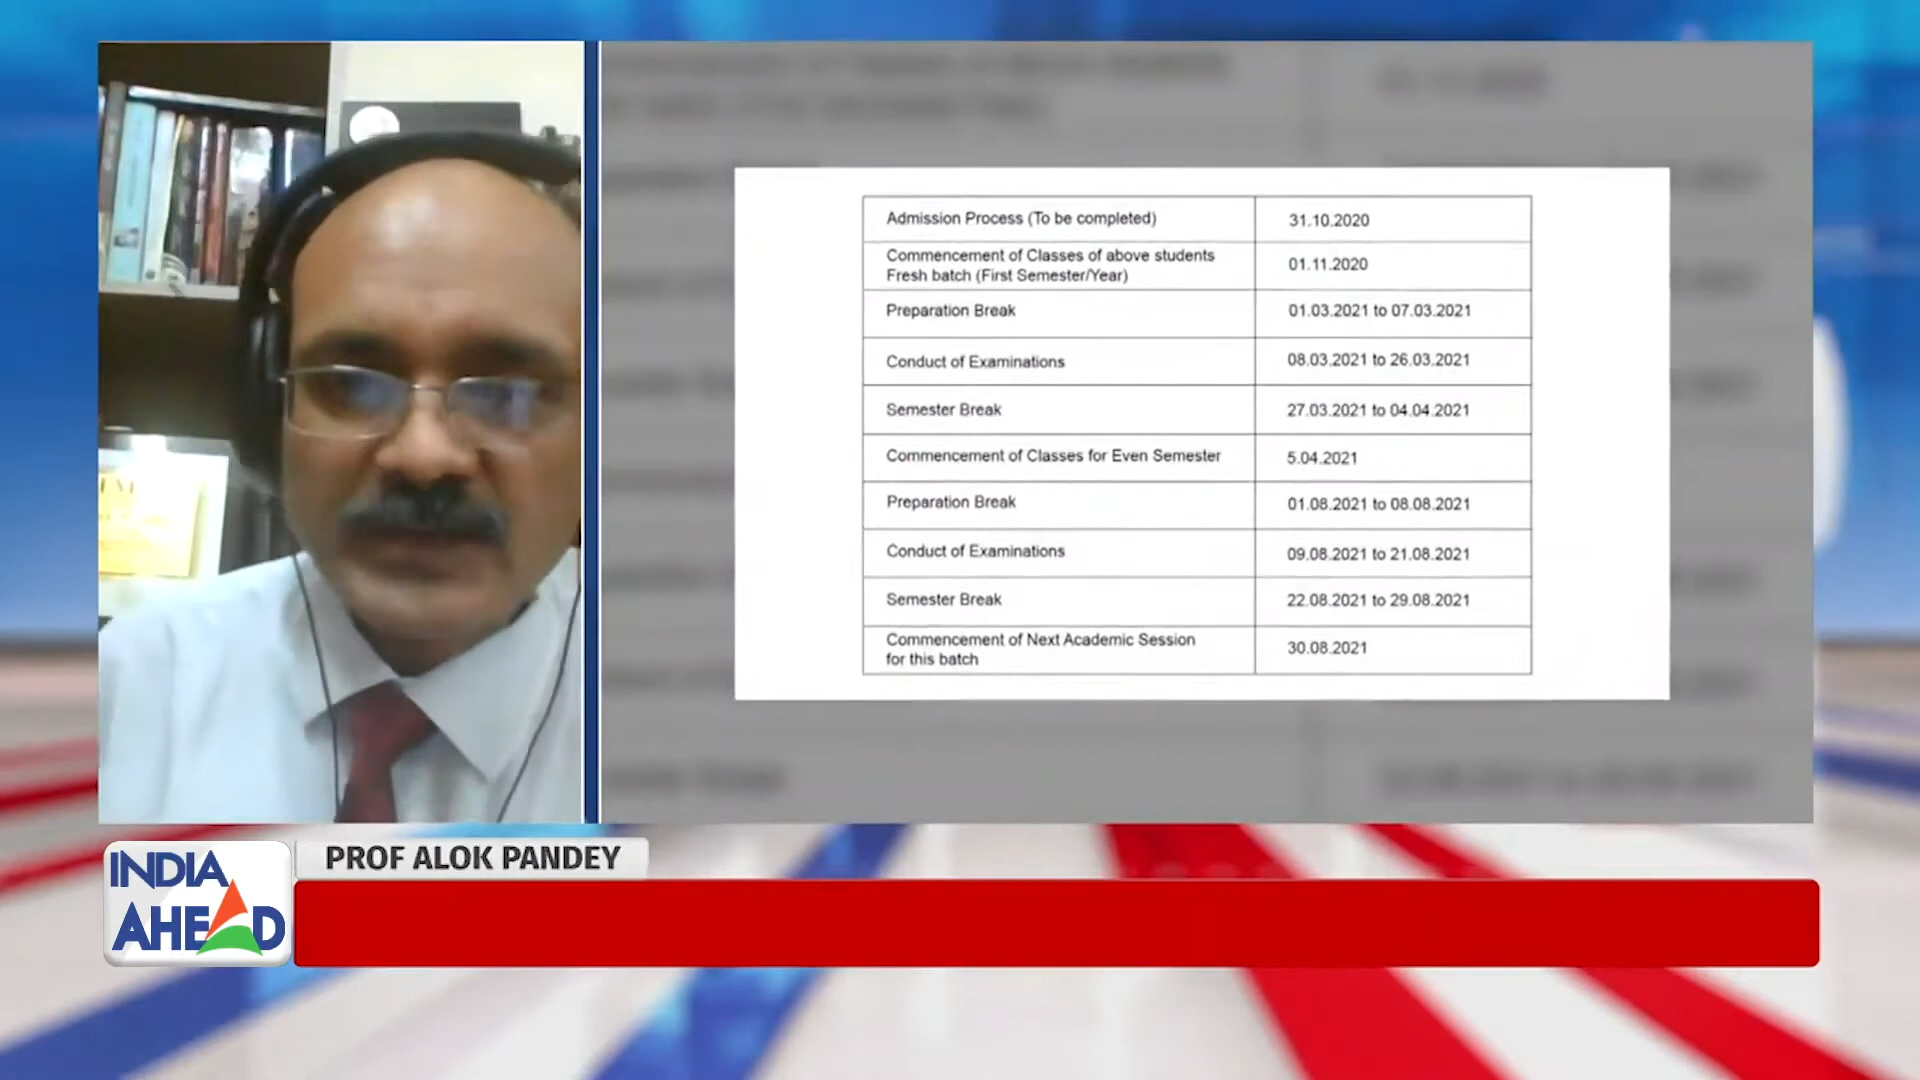 Admission Process (To be completed) 31.10.2020
Commencement of Classes of above students
Fresh batch (First Semester/Year) 01.11.2020
Preparation Break 01.03.2021 to 07.03.2021
Conduct of Examinations 08.03.2021 to 26.03.2021
Semester Break 27.03.2021 to 04.04.2021
Commencement of Classes for Even Semester 5.04.2021
Preparation Break 01.08.2021 to 08.08.2021
Conduct of Examinations 09.08.2021 to 21.08.2021
Semester Break 22.08.2021 to 29.08.2021
Commencement of Next Academic Session
for this batch 30.08.2021
PROF ALOK PANDEY
INDIA
AHEAD